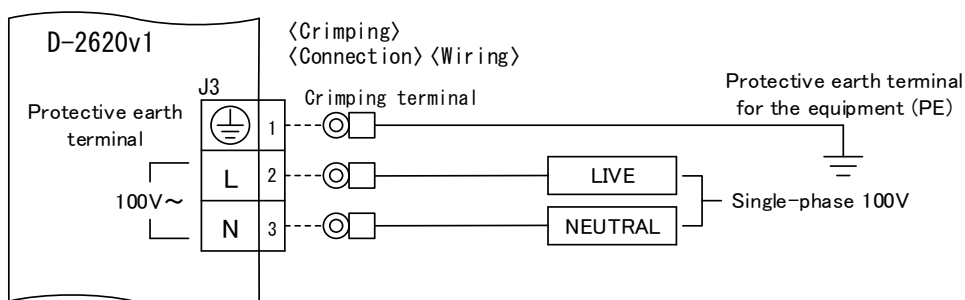 D-2620v1
〈Crimping〉
〈Connection〉〈Wiring〉
J3
Crimping terminal
Protective earth terminal
for the equipment (PE)
Protective earth
terminal
1
L
2
LIVE
100V～
Single-phase 100V
N
3
NEUTRAL